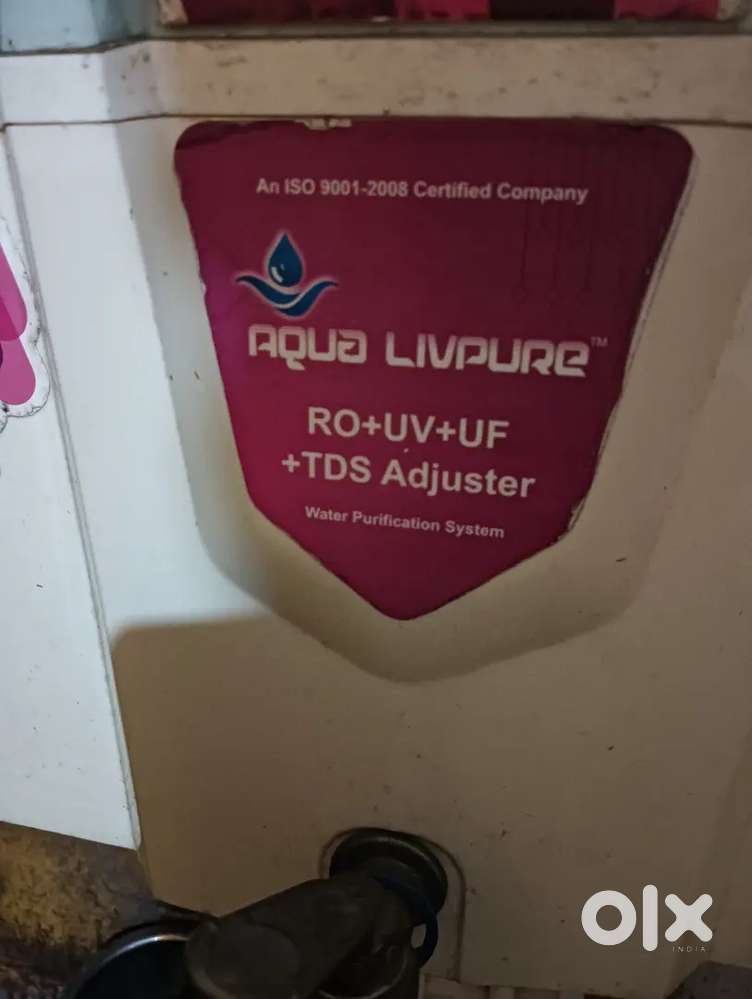 An ISO 9001-2008 Certified Company
AQUA LIVPURE™
RO+UV+UF
+TDS Adjuster
Water Purification System
olx
INDIA